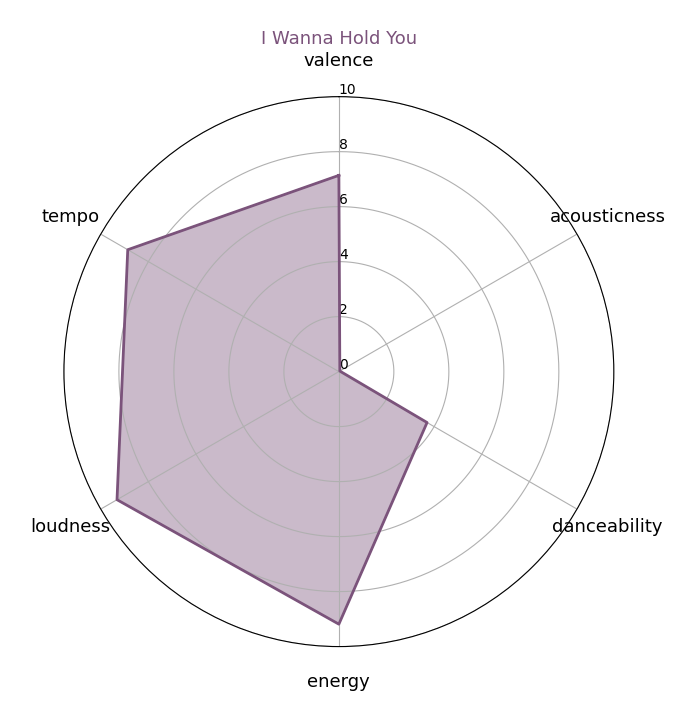 I Wanna Hold You
valence
10
8
tempo
6
acousticness
4
2
0
loudness
danceability
energy